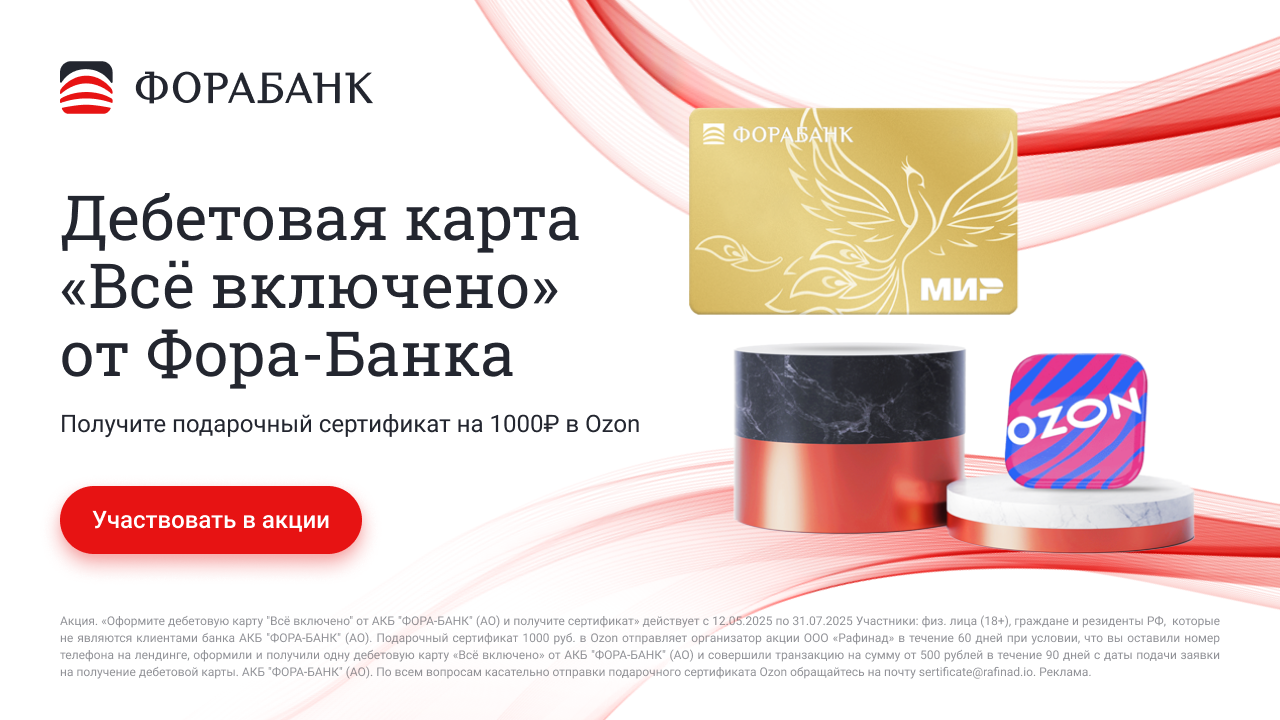 ФОРАБАНК
Дебетовая карта
«Всё включено»
от Фора-Банка
Получите подарочный сертификат на 1000₽ в Ozon
Участвовать в акции
ФОРАБАНК
МИР
OZON
Акция. «Оформите дебетовую карту "Всё включено" от АКБ "ФОРА-БАНК" (АО) и получите сертификат» действует с 12.05.2025 по 31.07.2025 Участники: физ. лица (18+), граждане и резиденты РФ, которые
не являются клиентами банка АКБ "ФОРА-БАНК" (АО). Подарочный сертификат 1000 руб. в Ozon отправляет организатор акции ООО «Рафинад» в течение 60 дней при условии, что вы оставили номер
телефона на лендинге, оформили и получили одну дебетовую карту «Всё включено» от АКБ "ФОРА-БАНК" (АО) и совершили транзакцию на сумму от 500 рублей в течение 90 дней с даты подачи заявки
на получение дебетовой карты. АКБ "ФОРА-БАНК" (АО). По всем вопросам касательно отправки подарочного сертификата Ozon обращайтесь на почту sertificate@rafinad.io. Реклама.